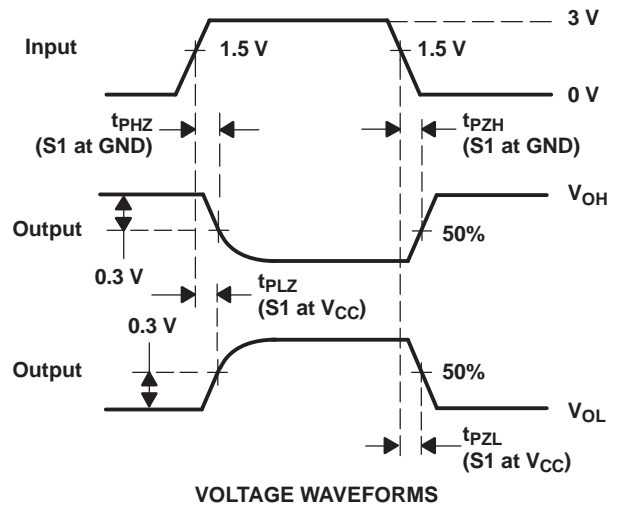 3 V
Input
1.5 V
1.5 V
0 V
tPHZ
(S1 at GND)
tPZH
(S1 at GND)
VOH
Output
50%
0.3 V
tPLZ
(S1 at VCC)
0.3 V
Output
50%
VOL
tPZL
(S1 at VCC)
VOLTAGE WAVEFORMS